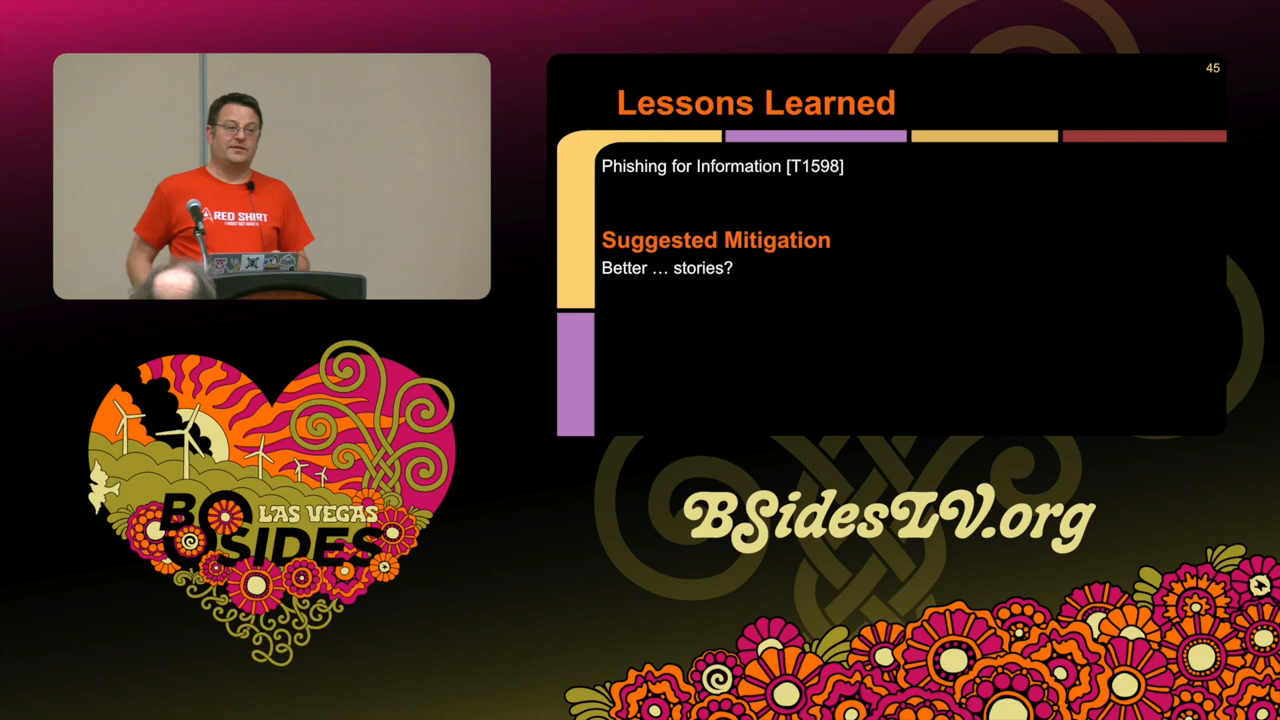 45
Lessons Learned
Phishing for Information [T1598]
Suggested Mitigation
Better … stories?
RED SHIRT
BSIDES
LAS VEGAS
BSidesLV.org